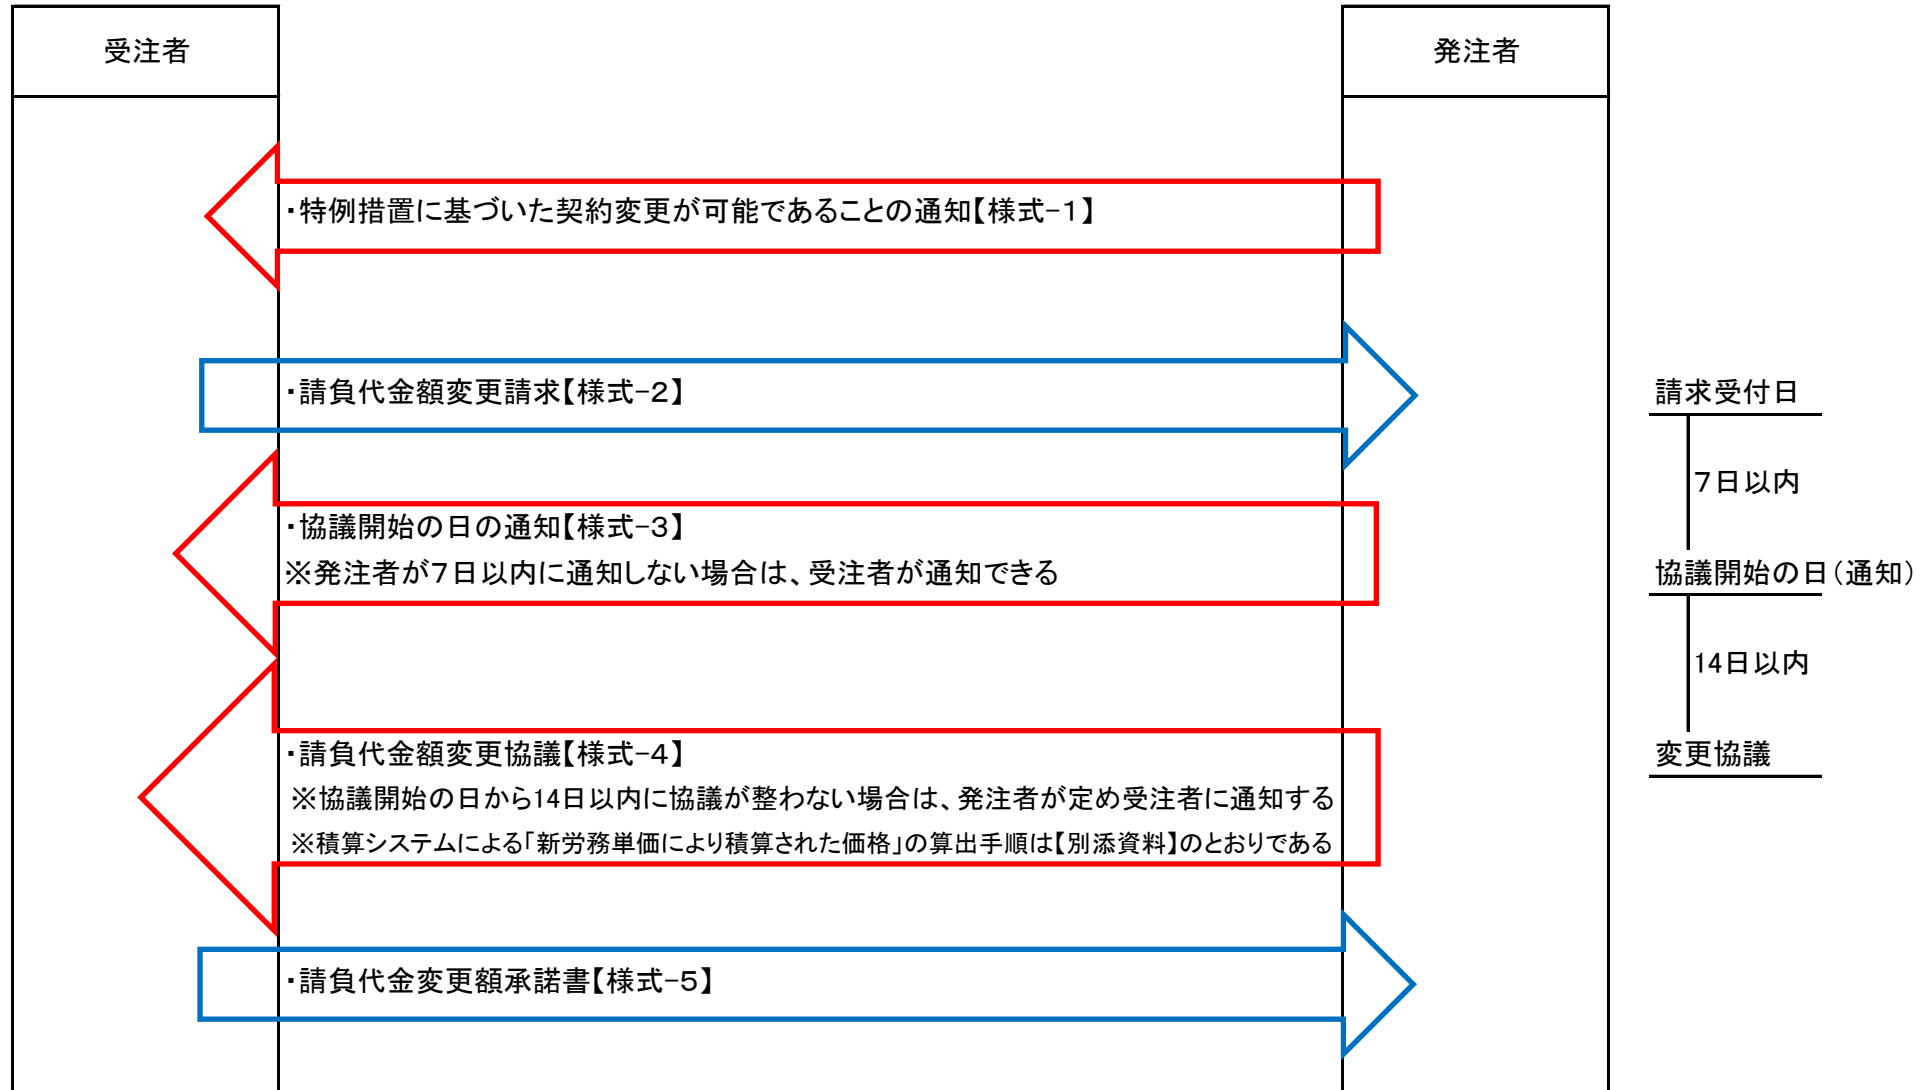 受注者
発注者
・特例措置に基づいた契約変更が可能であることの通知【様式-1】
・請負代金額変更請求【様式-2】
請求受付日
7日以内
・協議開始の日の通知【様式-3】
※発注者が7日以内に通知しない場合は、受注者が通知できる
協議開始の日(通知)
14日以内
・請負代金額変更協議【様式-4】
変更協議
※協議開始の日から14日以内に協議が整わない場合は、発注者が定め受注者に通知する
※積算システムによる「新労務単価により積算された価格」の算出手順は【別添資料】のとおりである
・請負代金変更額承諾書【様式-5】